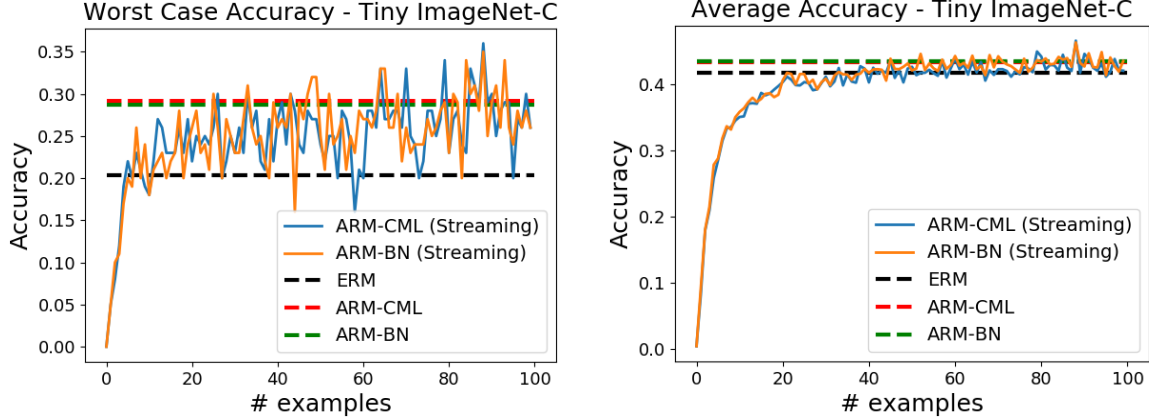 Worst Case Accuracy - Tiny ImageNet-C
Accuracy
0.35
0.30
0.25
0.20
0.15
0.10
0.05
0.00
ARM-CML (Streaming)
ARM-BN (Streaming)
ERM
ARM-CML
ARM-BN
0
20
40
60
80
100
# examples
Average Accuracy - Tiny ImageNet-C
Accuracy
0.4
0.3
0.2
0.1
0.0
ARM-CML (Streaming)
ARM-BN (Streaming)
ERM
ARM-CML
ARM-BN
0
20
40
60
80
100
# examples